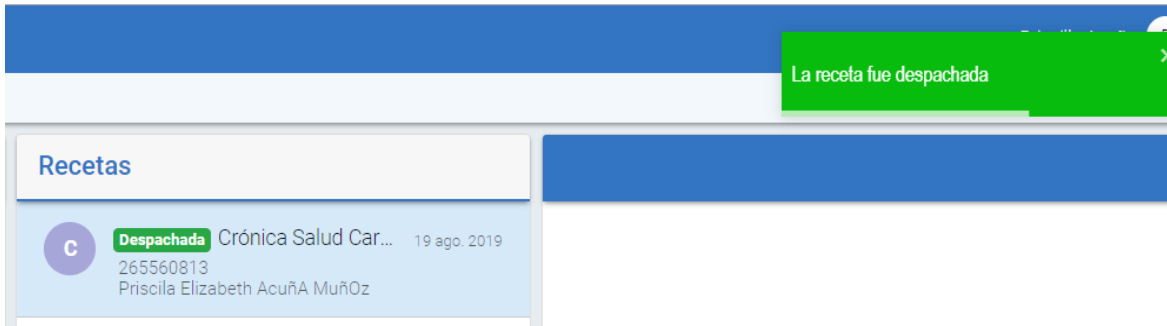 La receta fue despachada
Recetas
C
Despachada Crónica Salud Car... 19 ago. 2019
265560813
Priscila Elizabeth AcuñA MuñOz